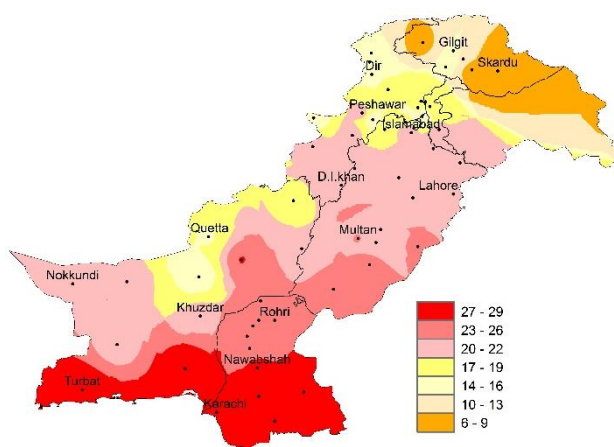 Gilgit
Dir
Skardu
Peshawar
Islamabad
D.I.khan
Lahore
Quetta
Multan
Nokkundi
Khuzdar
Rohri
Nawabshah
Turbat
Karachi
27 - 29
23 - 26
20 - 22
17 - 19
14 - 16
10 - 13
6 - 9